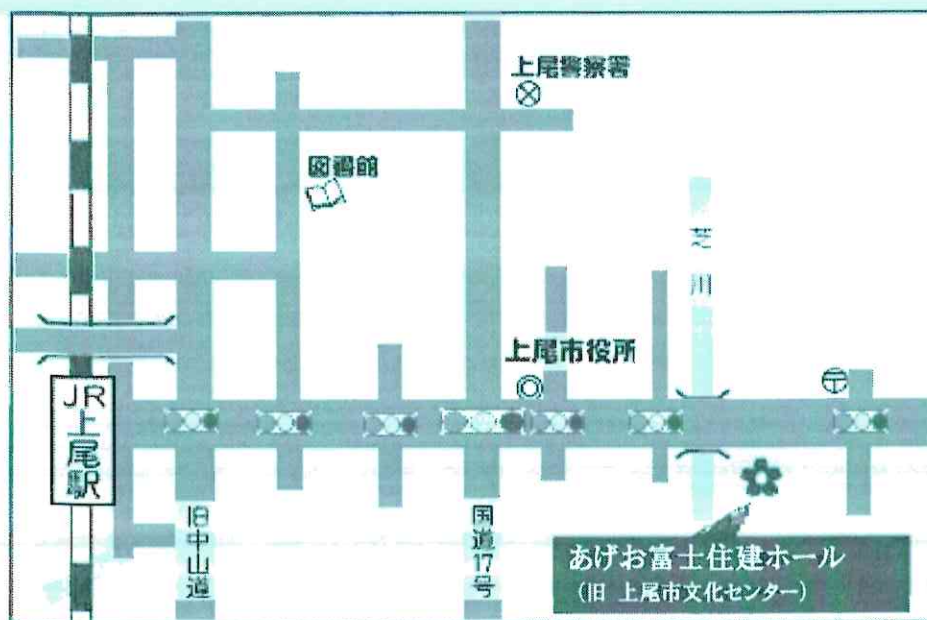 上尾警察署
図書館
芝
川
上尾市役所
〒
JR
上尾駅
旧中山道
国道17号
あげお富士住建ホール
(旧 上尾市文化センター)